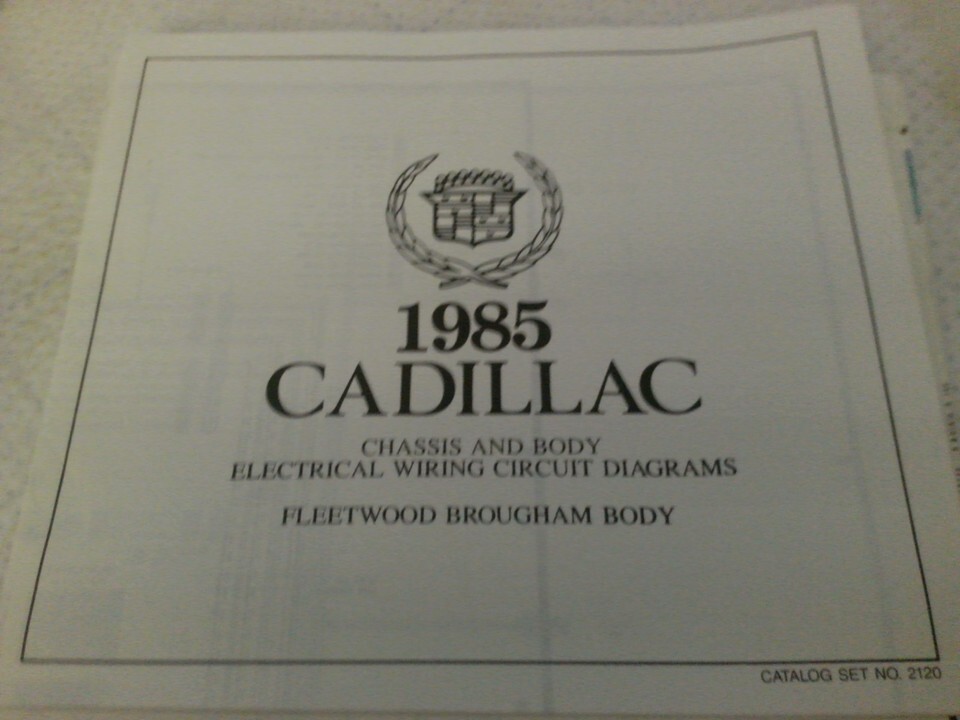 1985
CADILLAC
CHASSIS AND BODY
ELECTRICAL WIRING CIRCUIT DIAGRAMS
FLEETWOOD BROUGHAM BODY
CATALOG SET NO. 2120